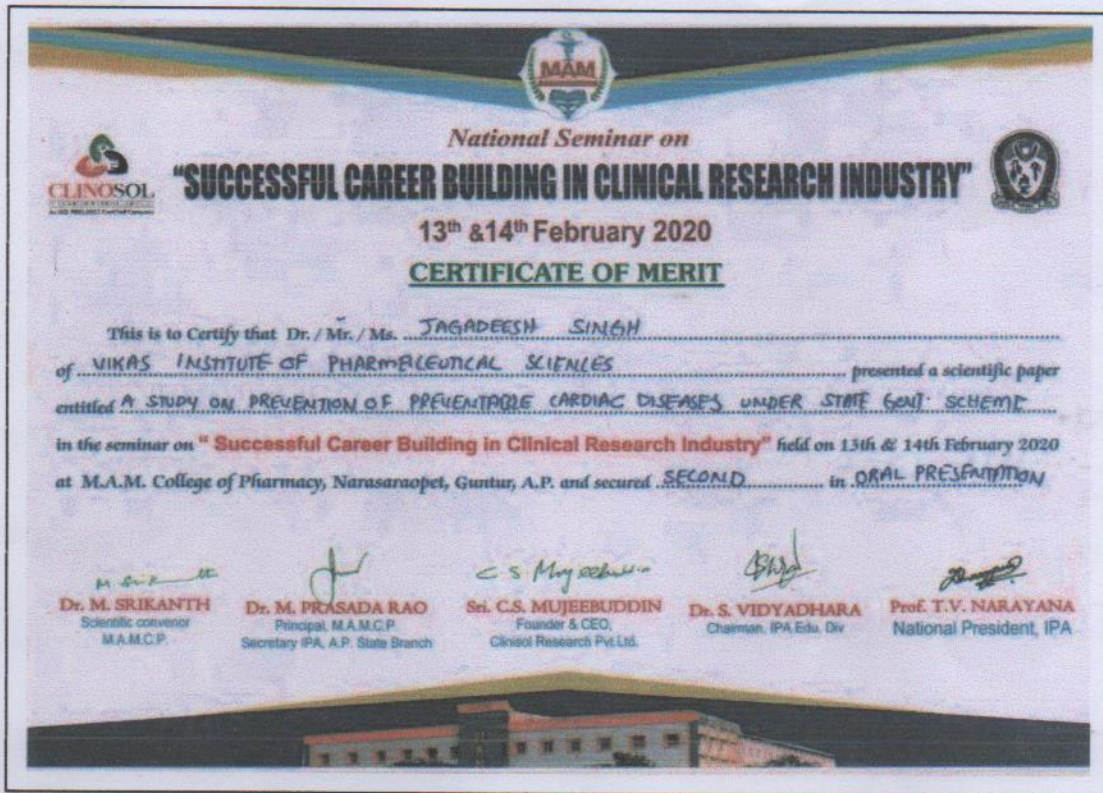 MAM
National Seminar on
CLINOSOL
"SUCCESSFUL CAREER BUILDING IN CLINICAL RESEARCH INDUSTRY"
13th &14th February 2020
CERTIFICATE OF MERIT
This is to Certify that Dr. / Mr. / Ms. JAGADEESH SINGH
of VIKAS INSTITUTE OF PHARMACEUTICAL SCIENCES presented a scientific paper
entitled A STUDY ON PREVENTION OF PREVENTABLE CARDIAC DISEASES UNDER STATE GOVT. SCHEME
in the seminar on " Successful Career Building in Clinical Research Industry" held on 13th & 14th February 2020
at M.A.M. College of Pharmacy, Narasaraopet, Guntur, A.P. and secured SECOND in ORAL PRESENTATION
C S Mujeebuddin
Dr. M. SRIKANTH
Scientific convenor
M.A.M.C.P.
Dr. M. PRASADA RAO
Principal, M.A.M.C.P
Secretary IPA, A.P. State Branch
Sri. C.S. MUJEEBUDDIN
Founder & CEO,
Clinisol Research Pvt.Ltd.
Dr. S. VIDYADHARA
Chairman, IPA Edu. Div
Prof. T.V. NARAYANA
National President, IPA